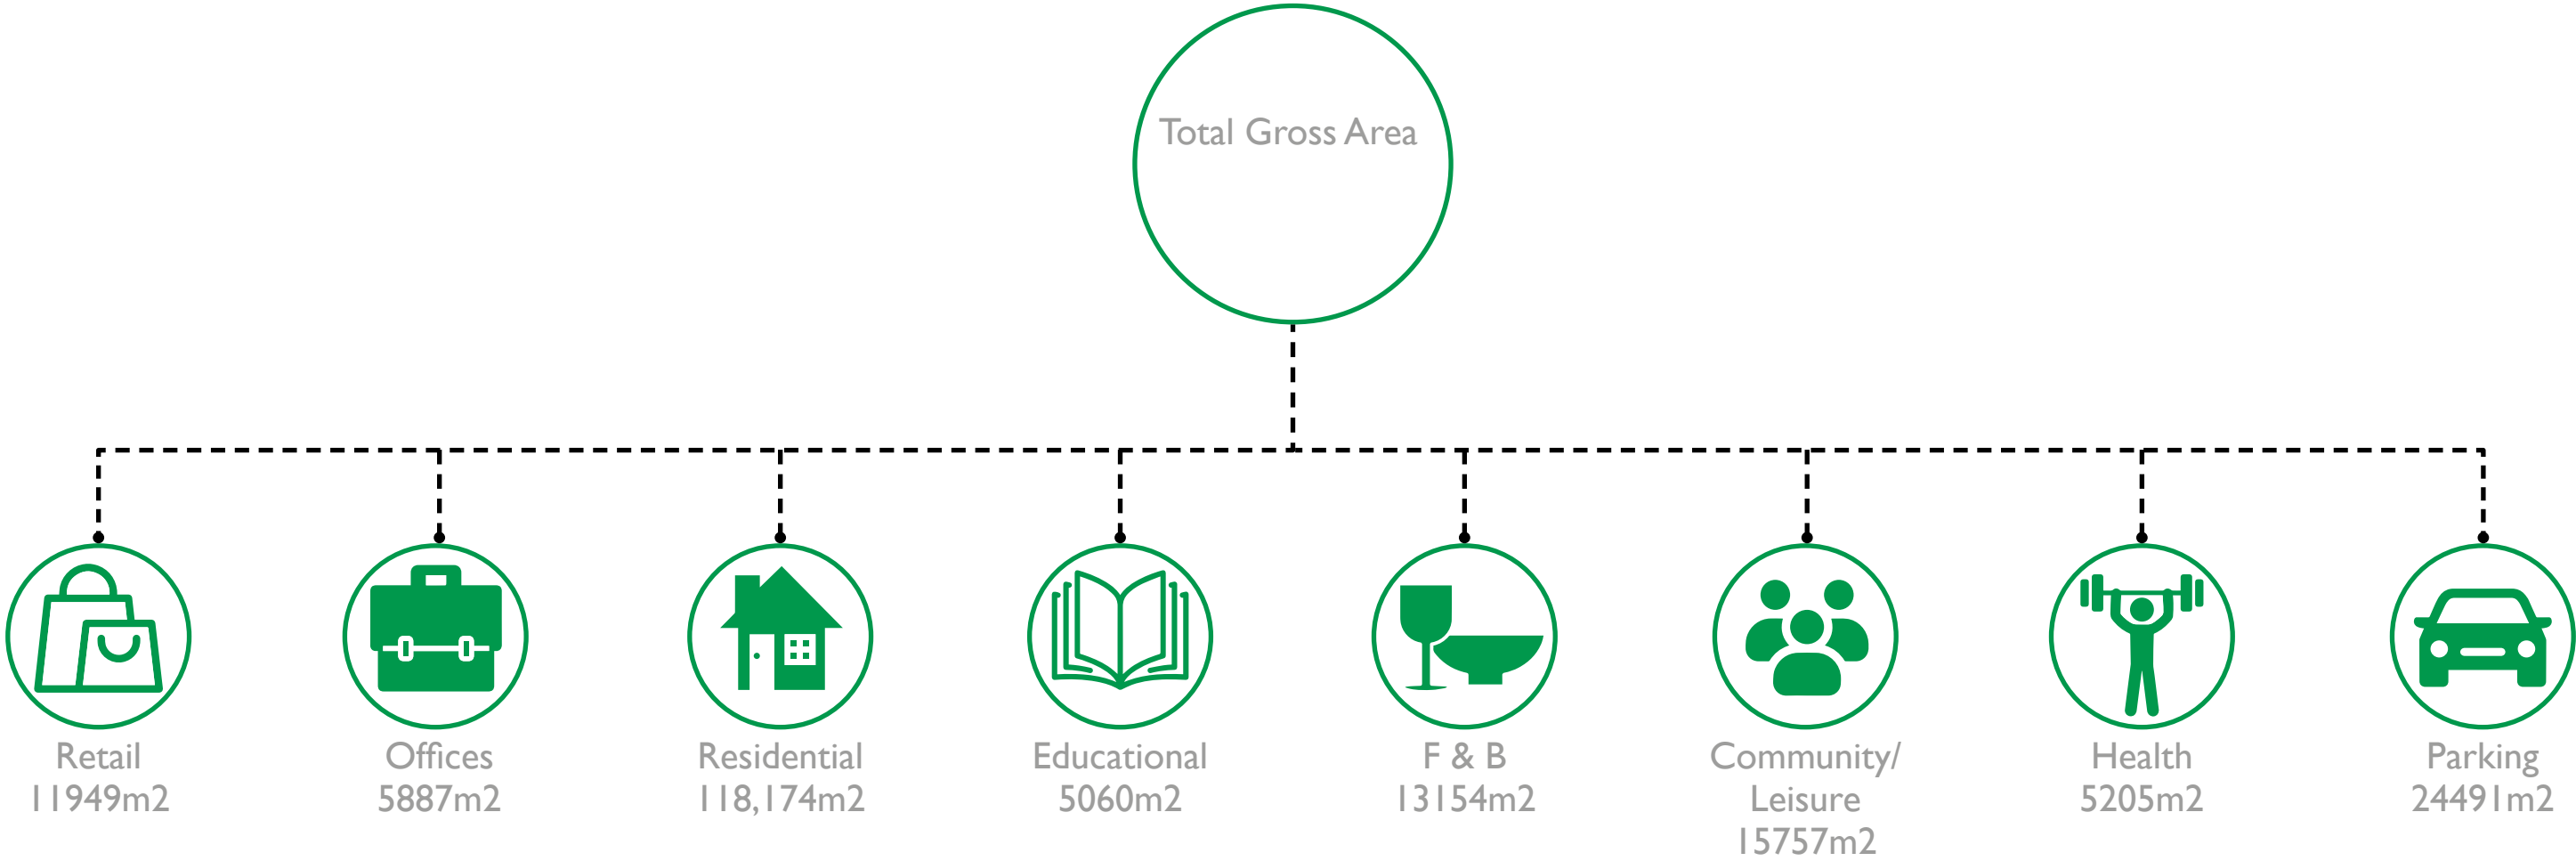 Total Gross Area
Retail
11949m2
Offices
5887m2
Residential
118,174m2
Educational
5060m2
F & B
13154m2
Community/
Leisure
15757m2
Health
5205m2
Parking
24491m2